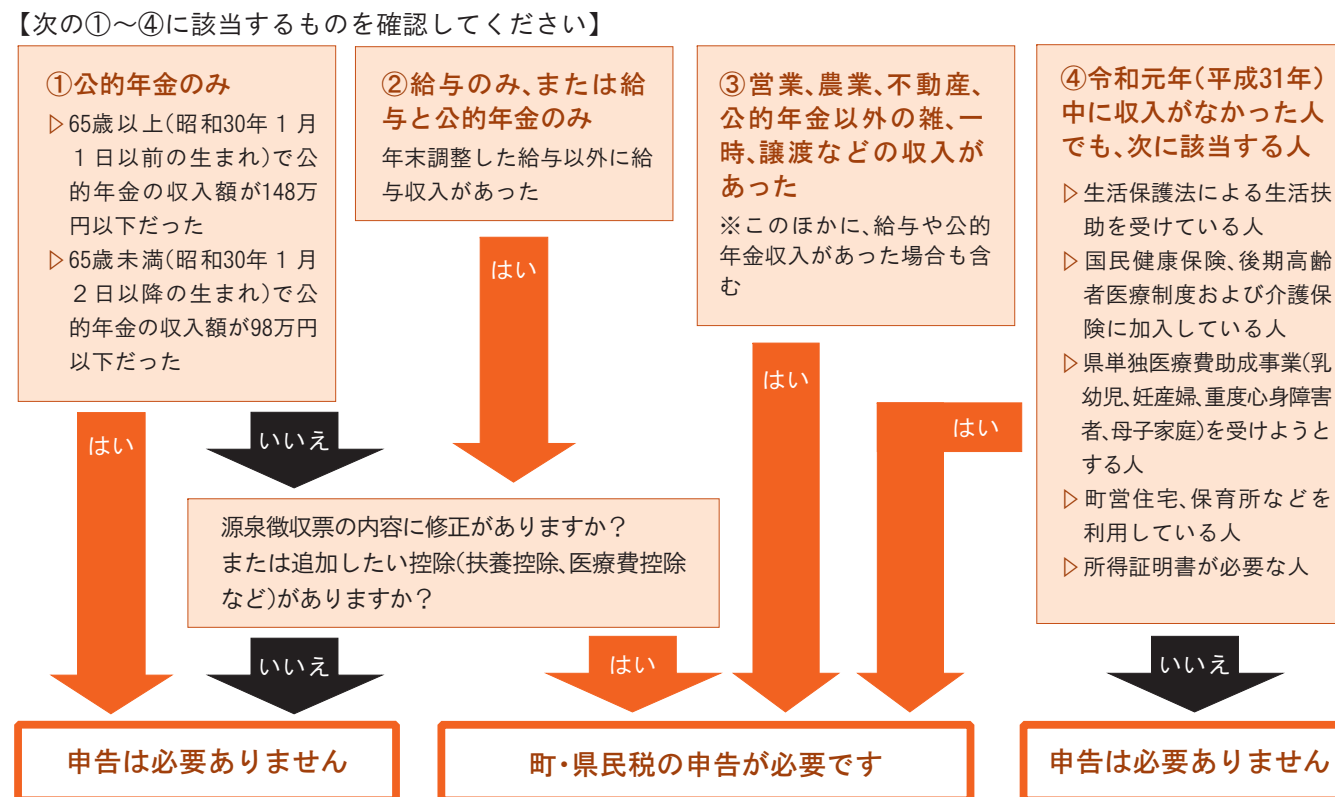 【次の①〜④に該当するものを確認してください】
①公的年金のみ
▷65歳以上(昭和30年1月
1日以前の生まれ)で公
的年金の収入額が148万
円以下だった
▷65歳未満(昭和30年1月
2日以降の生まれ)で公
的年金の収入額が98万円
以下だった
②給与のみ、または給
与と公的年金のみ
年末調整した給与以外に給
与収入があった
③営業、農業、不動産、
公的年金以外の雑、一
時、譲渡などの収入が
あった
※このほかに、給与や公的
年金収入があった場合も含
む
④令和元年(平成31年)
中に収入がなかった人
でも、次に該当する人
▷生活保護法による生活扶
助を受けている人
▷国民健康保険、後期高齢
者医療制度および介護保
険に加入している人
▷県単独医療費助成事業(乳
幼児、妊産婦、重度心身障害
者、母子家庭)を受けようと
する人
▷町営住宅、保育所などを
利用している人
▷所得証明書が必要な人
はい
いいえ
はい
はい
はい
源泉徴収票の内容に修正がありますか？
または追加したい控除(扶養控除、医療費控除
など)がありますか？
いいえ
はい
いいえ
申告は必要ありません
町・県民税の申告が必要です
申告は必要ありません